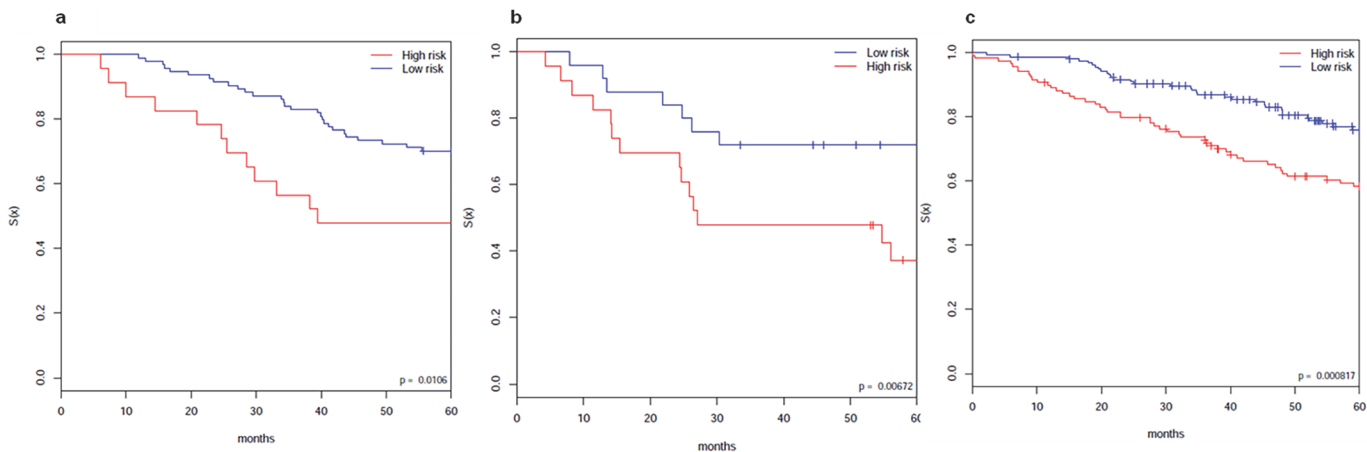 a
High risk
Low risk
S(x)
1.0
0.8
0.6
0.4
0.2
0.0
p = 0.0106
0 10 20 30 40 50 60
months
b
Low risk
High risk
S(x)
1.0
0.8
0.6
0.4
0.2
0.0
p = 0.00672
0 10 20 30 40 50 60
months
c
High risk
Low risk
1.0
0.8
0.6
0.4
0.2
0.0
S(x)
p = 0.000817
0 10 20 30 40 50 60
months